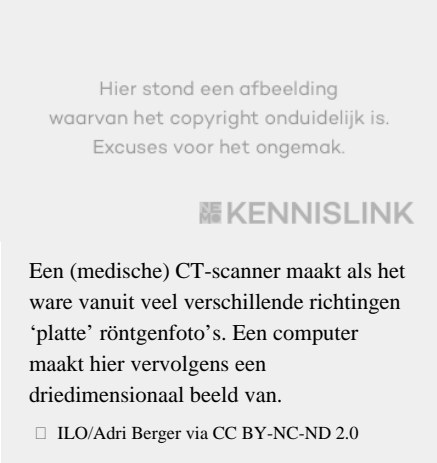 Hier stond een afbeelding
waarvan het copyright onduidelijk is.
Excuses voor het ongemak.
NEMO KENNISLINK
Een (medische) CT-scanner maakt als het
ware vanuit veel verschillende richtingen
‘platte’ röntgenfoto’s. Een computer
maakt hier vervolgens een
driedimensionaal beeld van.
ILO/Adri Berger via CC BY-NC-ND 2.0